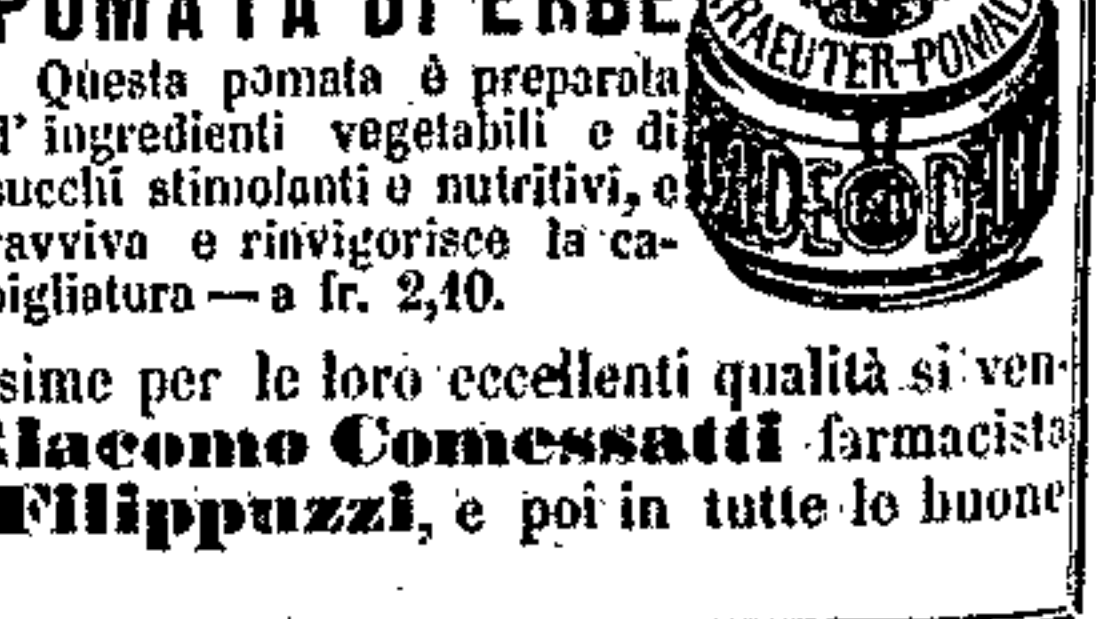 POMATA DI ERBE
KRAEUTER-POMADE
Questa pomata è preparata
d' ingredienti vegetabili e di
succhi stimolanti e nutritivi, e
ravviva e rinvigorisce la ca-
pigliatura — a fr. 2,10.
sime per le loro eccellenti qualità si ven-
Giacomo Comessatti farmacista
Filippuzzi, e poi in tutte le buone